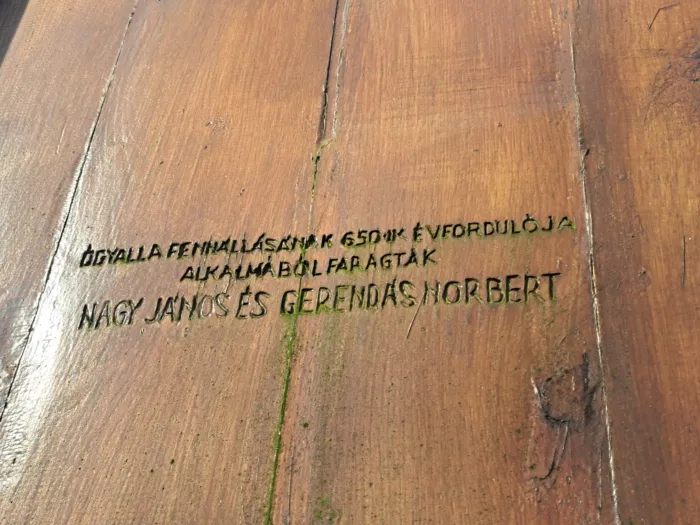 ÓGYALLA FENNÁLLÁSÁNAK 650-IK ÉVFORDULÓJA
ALKALMÁBÓL FARAGTÁK
NAGY JÁNOS ÉS GERENDÁS NORBERT